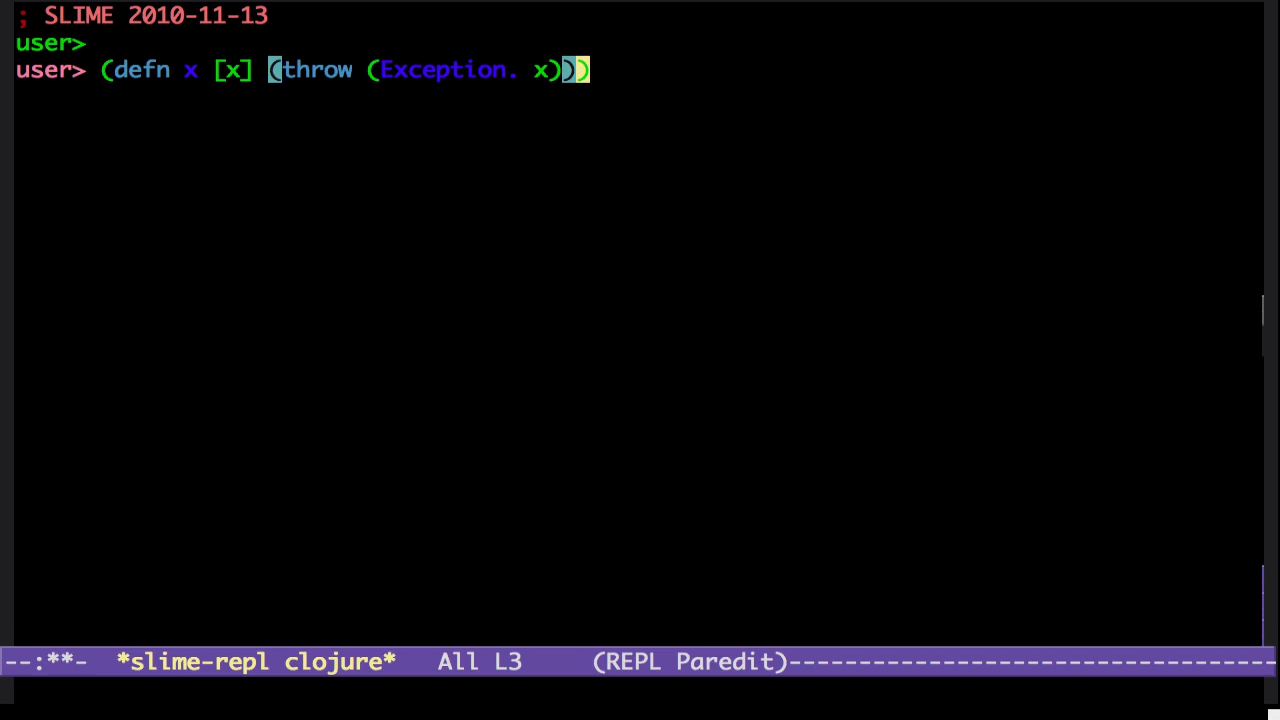 ; SLIME 2010-11-13
user>
user> (defn x [x] (throw (Exception. x)))
--:**-  *slime-repl clojure*   All L3     (REPL Paredit)-----------------------------------